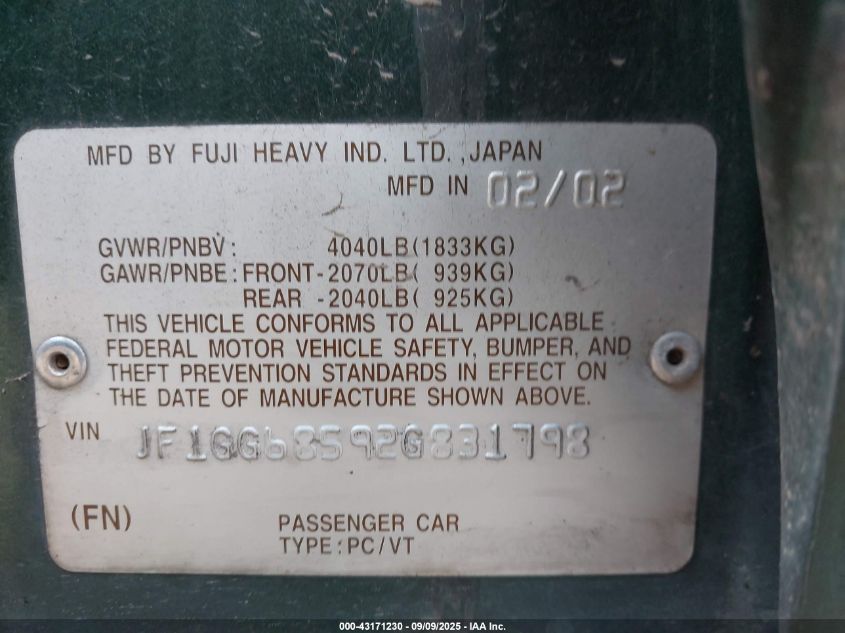 MFD BY FUJI HEAVY IND. LTD. ,JAPAN
MFD IN 02/02
GVWR/PNBV: 4040LB(1833KG)
GAWR/PNBE:FRONT-2070LB( 939KG)
REAR -2040LB( 925KG)
THIS VEHICLE CONFORMS TO ALL APPLICABLE
FEDERAL MOTOR VEHICLE SAFETY, BUMPER, AND
THEFT PREVENTION STANDARDS IN EFFECT ON
THE DATE OF MANUFACTURE SHOWN ABOVE.
VIN JF1GG68592G831798
(FN) PASSENGER CAR
TYPE:PC/VT
000-43171230 - 09/09/2025 - IAA Inc.